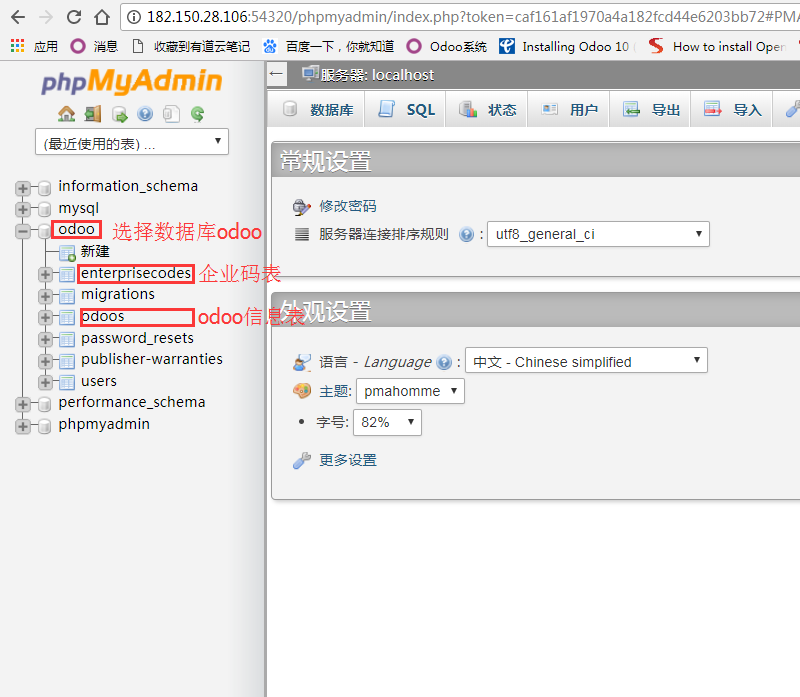 182.150.28.106:54320/phpmyadmin/index.php?token=caf161af1970a4a182fcd44e6203bb72#PMA
应用 消息 收藏到有道云笔记 百度一下，你就知道 Odoo系统 Installing Odoo 10 How to install Open
phpMyAdmin
(最近使用的表) ...
information_schema
mysql
odoo 选择数据库odoo
新建
enterprisecodes 企业码表
migrations
odoos odoo信息表
password_resets
publisher-warranties
users
performance_schema
phpmyadmin
服务器: localhost
数据库 SQL 状态 用户 导出 导入
常规设置
修改密码
服务器连接排序规则 : utf8_general_ci
外观设置
语言 - Language : 中文 - Chinese simplified
主题: pmahomme
字号: 82%
更多设置